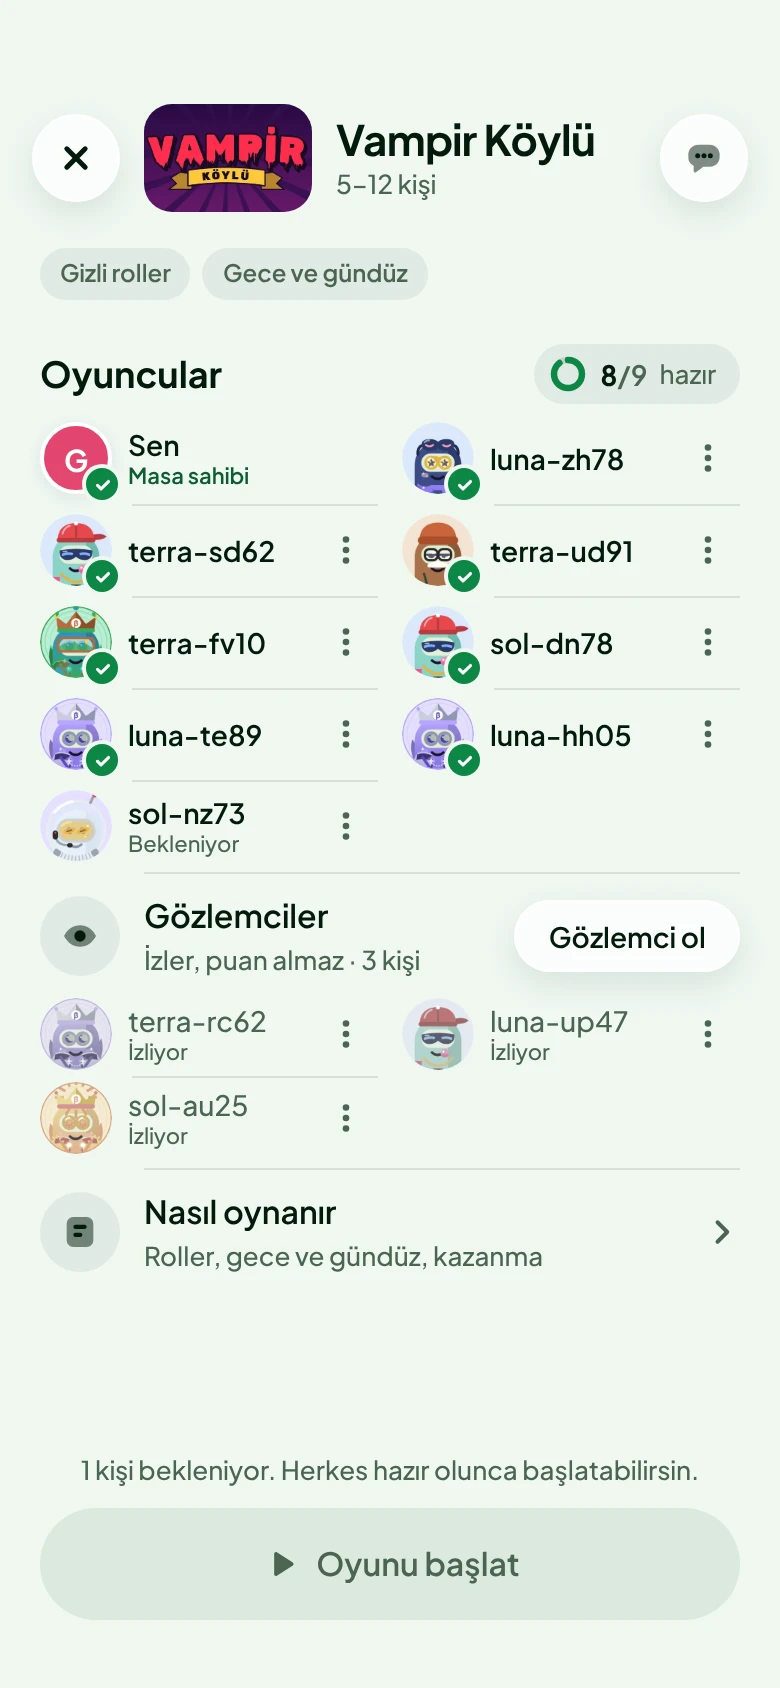 VAMPİR
KÖYLÜ
Vampir Köylü
5–12 kişi
Gizli roller
Gece ve gündüz
Oyuncular
8/9 hazır
G
Sen
Masa sahibi
luna-zh78
terra-sd62
terra-ud91
terra-fv10
sol-dn78
luna-te89
luna-hh05
sol-nz73
Bekleniyor
Gözlemciler
İzler, puan almaz · 3 kişi
Gözlemci ol
terra-rc62
İzliyor
luna-up47
İzliyor
sol-au25
İzliyor
Nasıl oynanır
Roller, gece ve gündüz, kazanma
1 kişi bekleniyor. Herkes hazır olunca başlatabilirsin.
Oyunu başlat